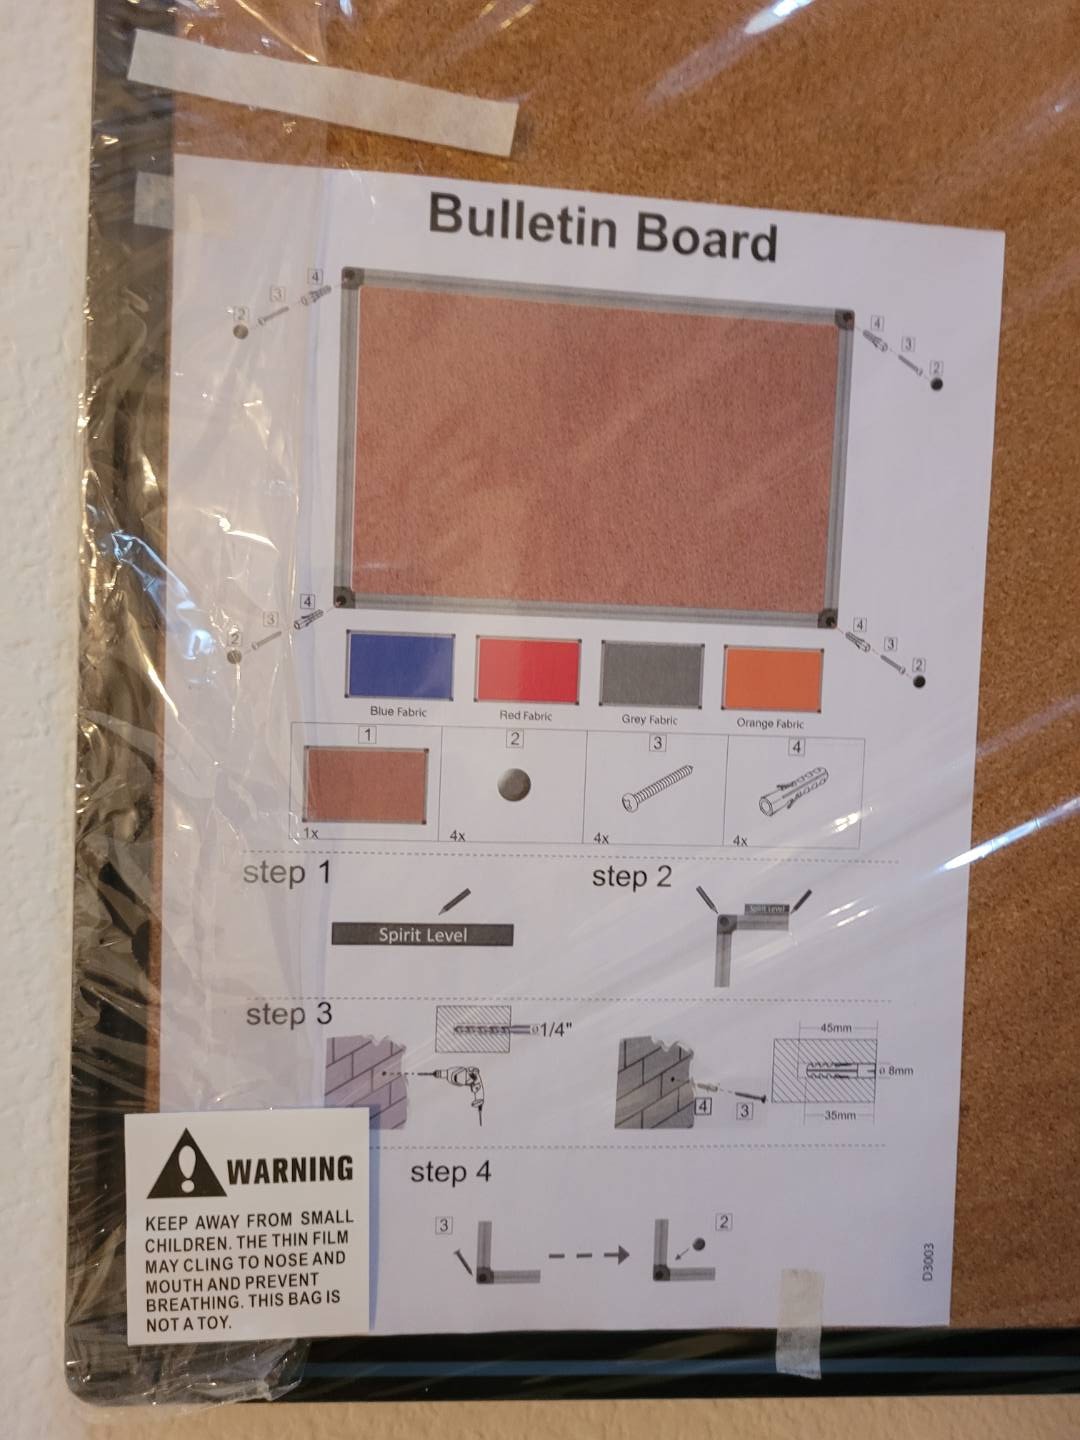 Bulletin Board
4
3
2
4
3
2
4
3
2
4
3
2
Blue Fabric
Red Fabric
Grey Fabric
Orange Fabric
1
2
3
4
1x
4x
4x
4x
step 1
step 2
Spirit Level
Spirit Level
step 3
ø1/4"
45mm
ø 8mm
4
3
35mm
step 4
3
2
D3003
WARNING
KEEP AWAY FROM SMALL
CHILDREN. THE THIN FILM
MAY CLING TO NOSE AND
MOUTH AND PREVENT
BREATHING. THIS BAG IS
NOT A TOY.